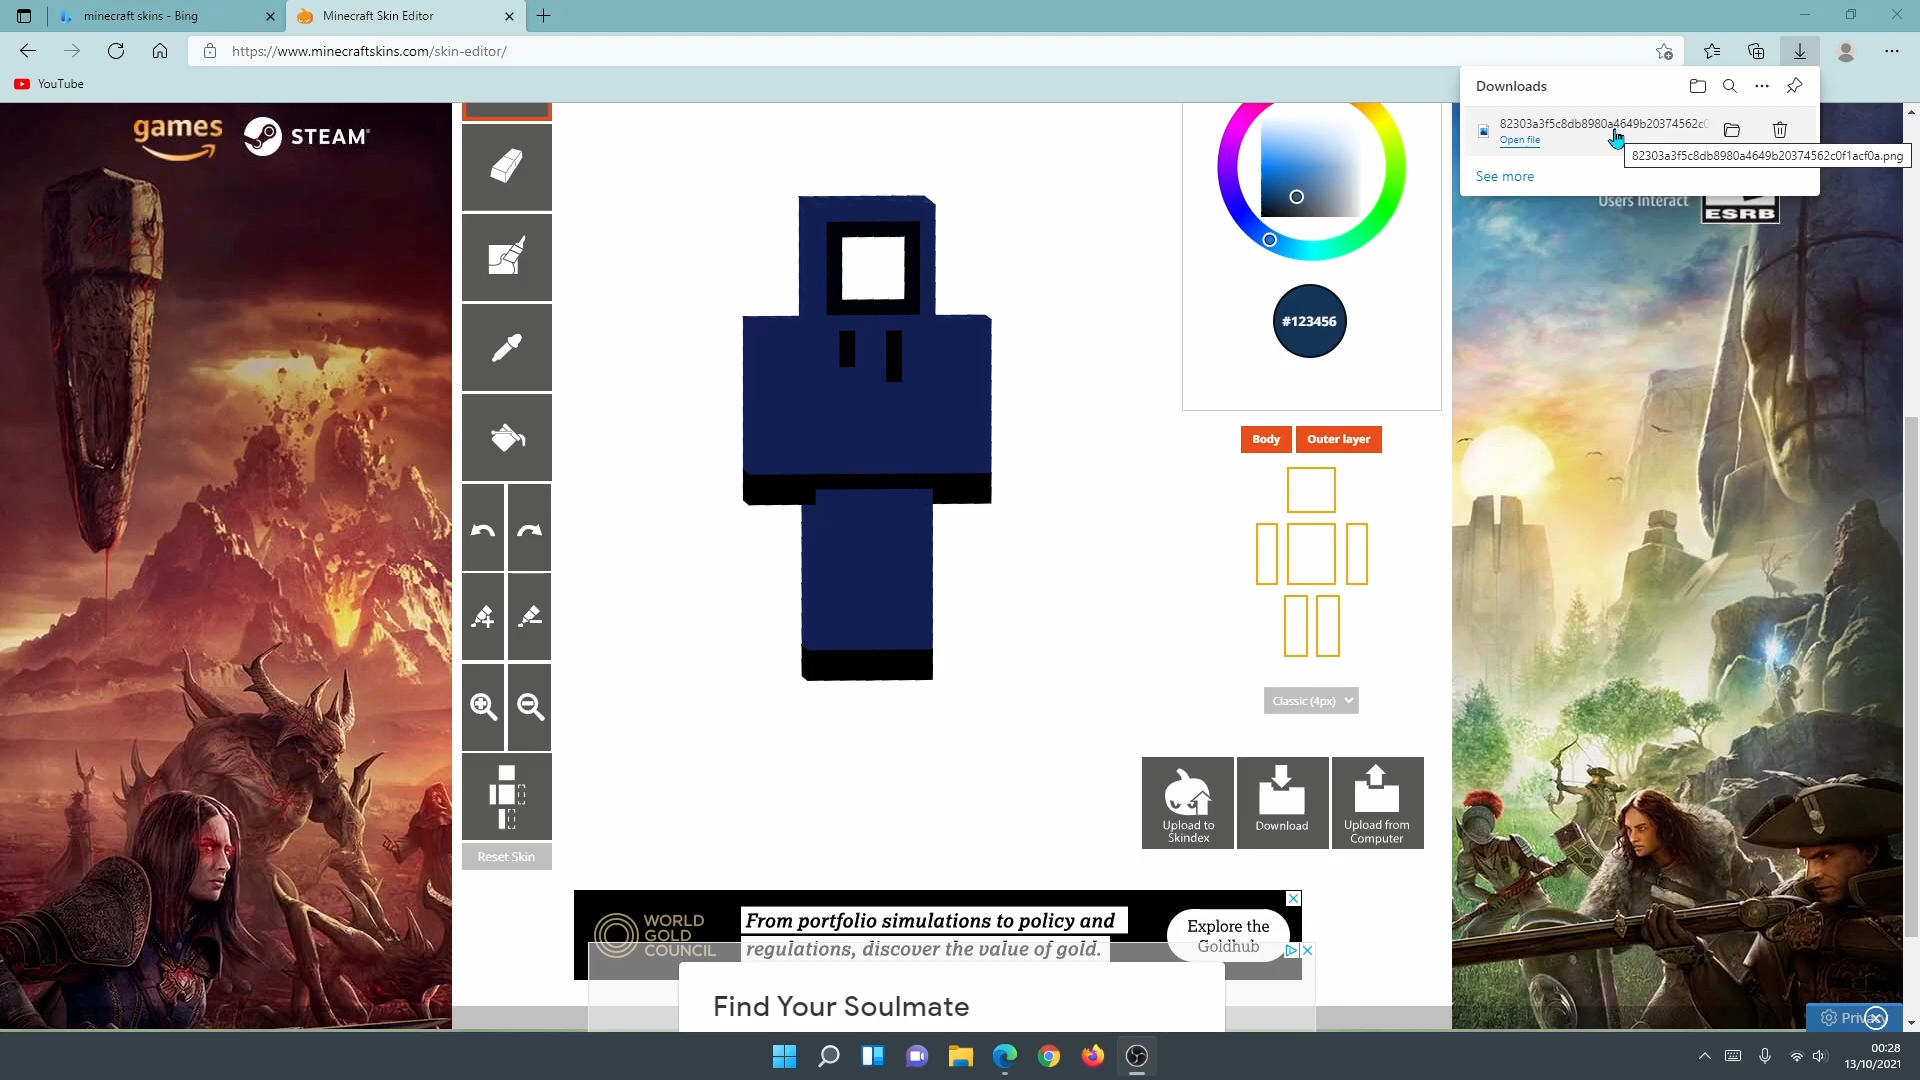 minecraft skins - Bing
Minecraft Skin Editor
https://www.minecraftskins.com/skin-editor/
YouTube
Downloads
82303a3f5c8db8980a4649b20374562c0
Open file
82303a3f5c8db8980a4649b20374562c0f1acf0a.png
See more
games
STEAM
Users Interact
ESRB
#123456
Body
Outer layer
Classic (4px)
Upload to
Skindex
Download
Upload from
Computer
Reset Skin
WORLD
GOLD
COUNCIL
From portfolio simulations to policy and
regulations, discover the value of gold.
Explore the
Goldhub
Find Your Soulmate
Privacy
00:28
13/10/2021